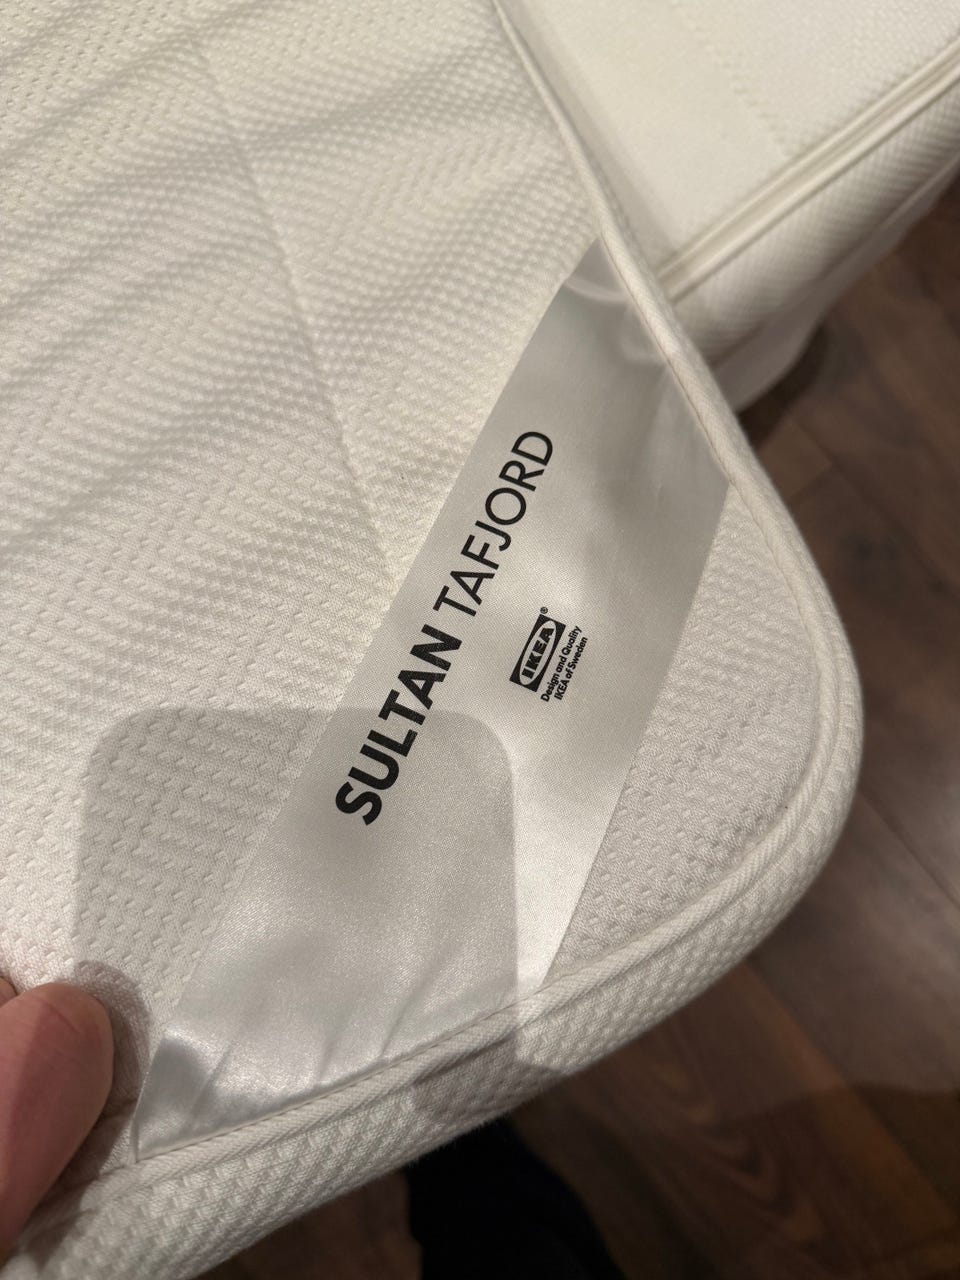 SULTAN TAFJORD
IKEA®
Design and Quality
IKEA of Sweden